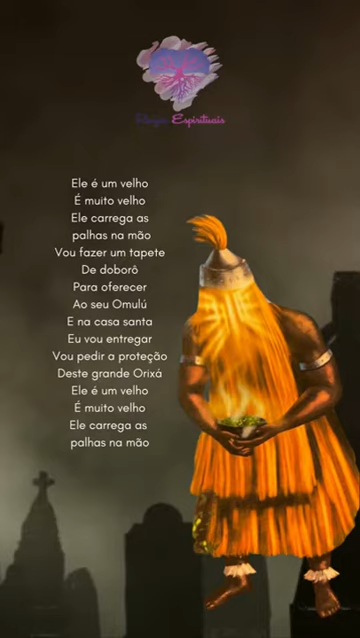 Espirituais
Ele é um velho
É muito velho
Ele carrega as
palhas na mão
Vou fazer um tapete
De doborô
Para oferecer
Ao seu Omulú
E na casa santa
Eu vou entregar
Vou pedir a proteção
Deste grande Orixá
Ele é um velho
É muito velho
Ele carrega as
palhas na mão